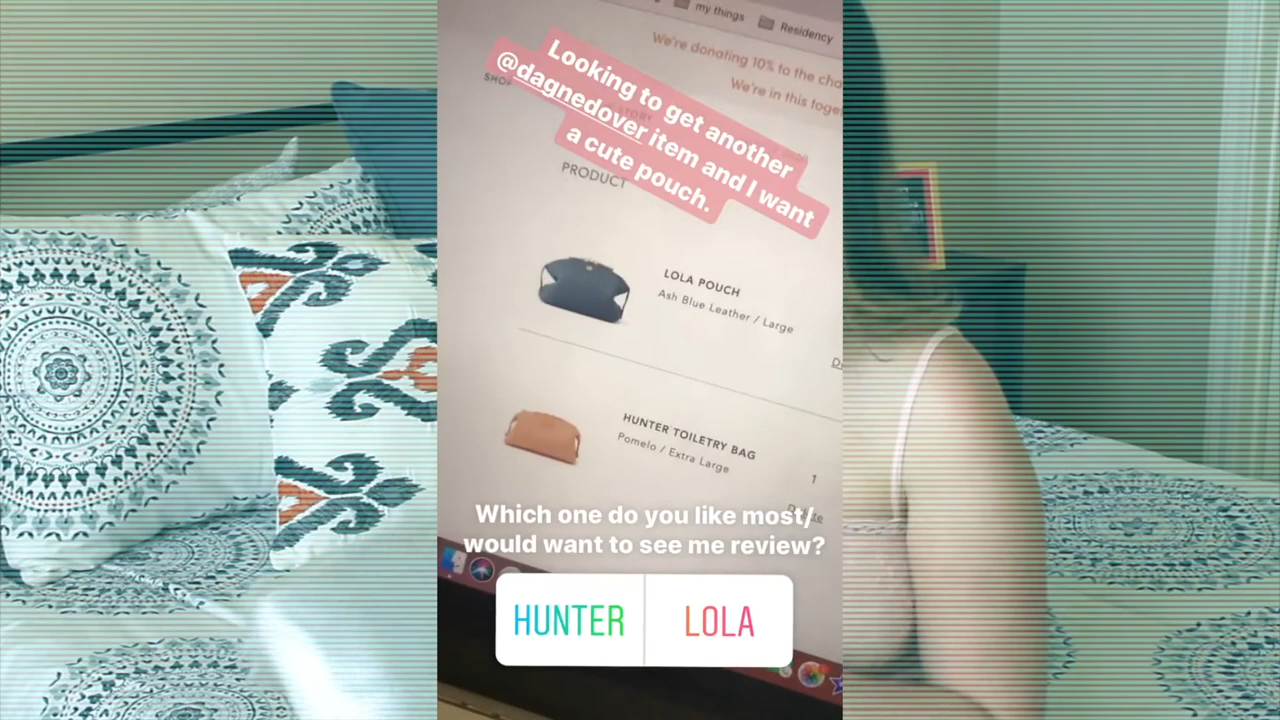 my things
Residency
We're donating 10% to the cha
We're in this toge
Looking to get another
@dagnedover item and I want
a cute pouch.
SHOP
STORY
PRODUCT
LOLA POUCH
Ash Blue Leather / Large
HUNTER TOILETRY BAG
Pomelo / Extra Large
1
Which one do you like most/
would want to see me review?
HUNTER
LOLA